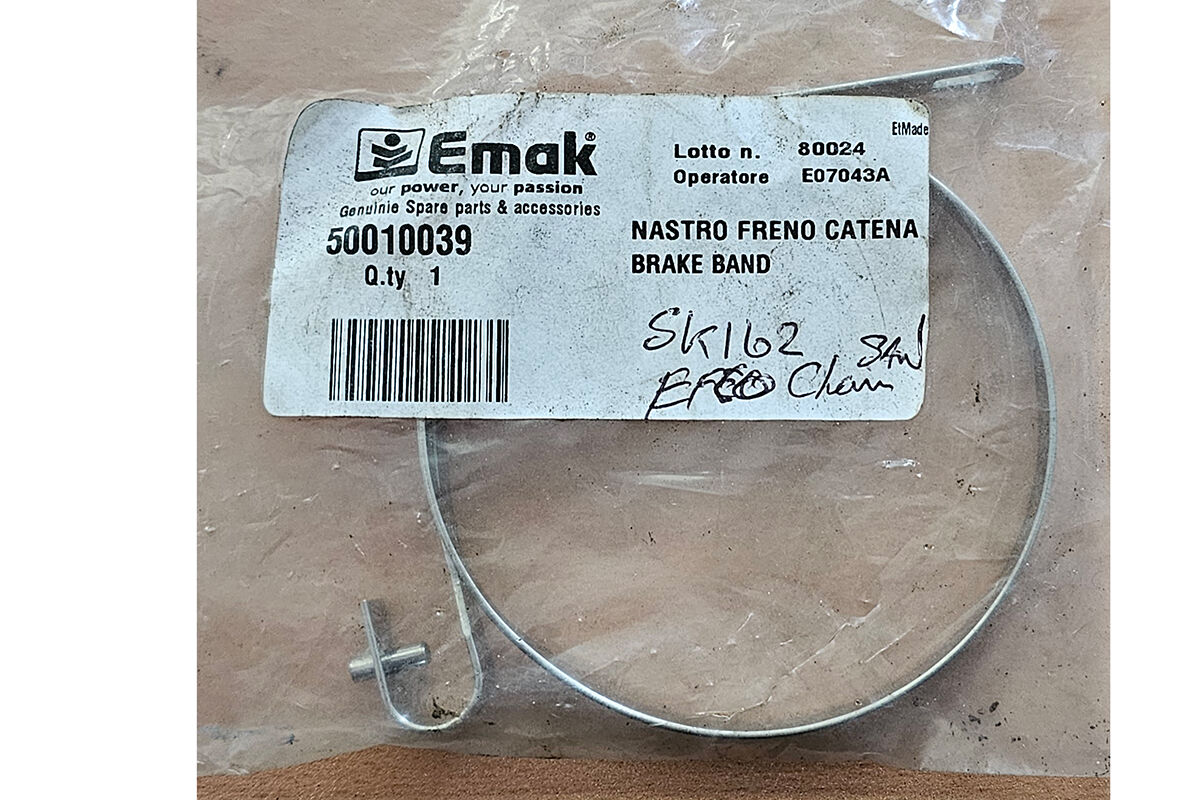 Emak®
our power, your passion
Genuinie Spare parts & accessories
50010039
Q.ty 1
EtMade
Lotto n. 80024
Operatore E07043A
NASTRO FRENO CATENA
BRAKE BAND
SK162
Chain SAW